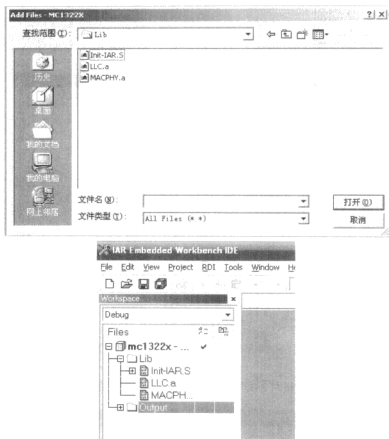 Add Files - MC1322X
查找范围(I):
Lib
Init-IAR.S
LLC.a
MACPHY.a
历史
桌面
我的文档
我的电脑
网上邻居
文件名(N):
打开(O)
文件类型(T):
All Files (*.*)
取消
IAR Embedded Workbench IDE
File Edit View Project RDI Tools Window
Workspace
Debug
Files
mc1322x - ...
Lib
Init-IAR.S
LLC.a
MACPH...
Output